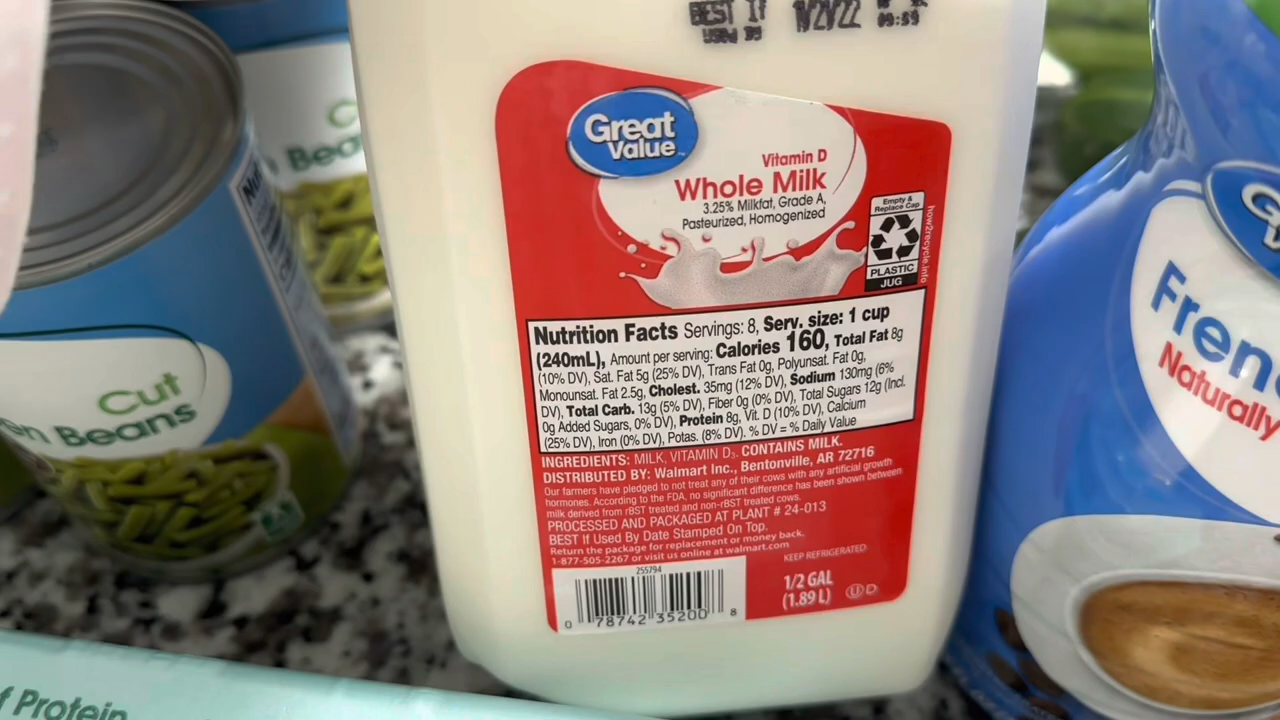 BEST IF
USED BY
Great
Value
Vitamin D
Whole Milk
3.25% Milkfat, Grade A,
Pasteurized, Homogenized
Empty &
Replace Cap
PLASTIC
JUG
how2recycle.info
Nutrition Facts Servings: 8, Serv. size: 1 cup
(240mL), Amount per serving: Calories 160, Total Fat 8g
(10% DV), Sat. Fat 5g (25% DV), Trans Fat 0g, Polyunsat. Fat 0g,
Monounsat. Fat 2.5g, Cholest. 35mg (12% DV), Sodium 130mg (6%
DV), Total Carb. 13g (5% DV), Fiber 0g (0% DV), Total Sugars 12g (Incl.
0g Added Sugars, 0% DV), Protein 8g, Vit. D (10% DV), Calcium
(25% DV), Iron (0% DV), Potas. (8% DV). % DV = % Daily Value
INGREDIENTS: MILK, VITAMIN D3. CONTAINS MILK.
DISTRIBUTED BY: Walmart Inc., Bentonville, AR 72716
Our farmers have pledged to not treat any of their cows with any artificial growth
hormones. According to the FDA, no significant difference has been shown between
milk derived from rBST treated and non-rBST treated cows.
PROCESSED AND PACKAGED AT PLANT # 24-013
BEST If Used By Date Stamped On Top.
Return the package for replacement or money back.
1-877-505-2267 or visit us online at walmart.com
KEEP REFRIGERATED
255794
0 78742 35200 8
1/2 GAL
(1.89 L)
U D
Cut
en Beans
Bea
Fren
Naturally
f Protein